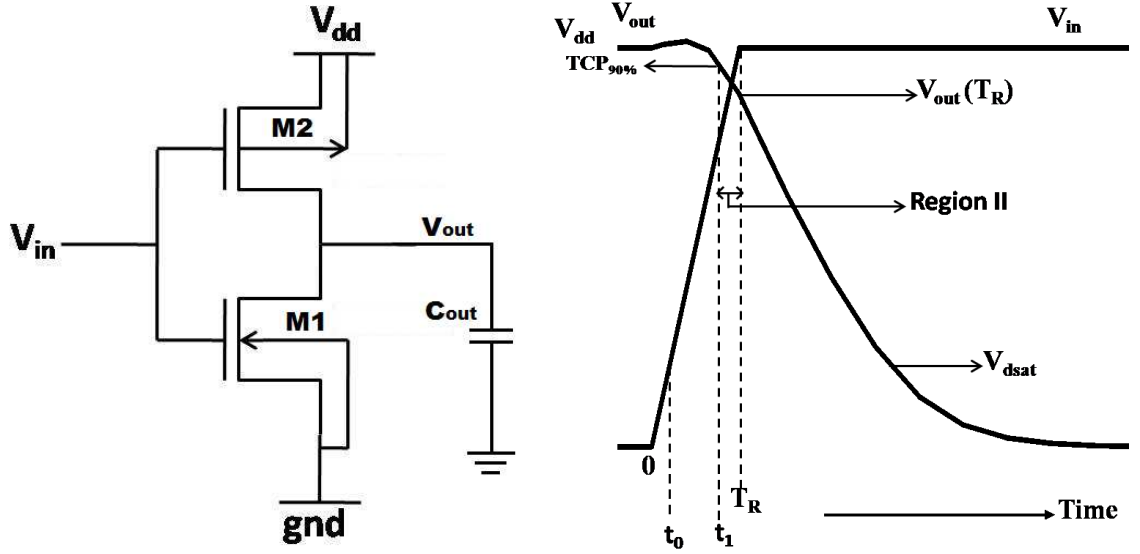 Vdd
M2
Vin
Vout
M1
Cout
gnd
Vout
Vdd
Vin
TCP90%
Vout (TR)
Region II
Vdsat
0
TR
Time
t0
t1